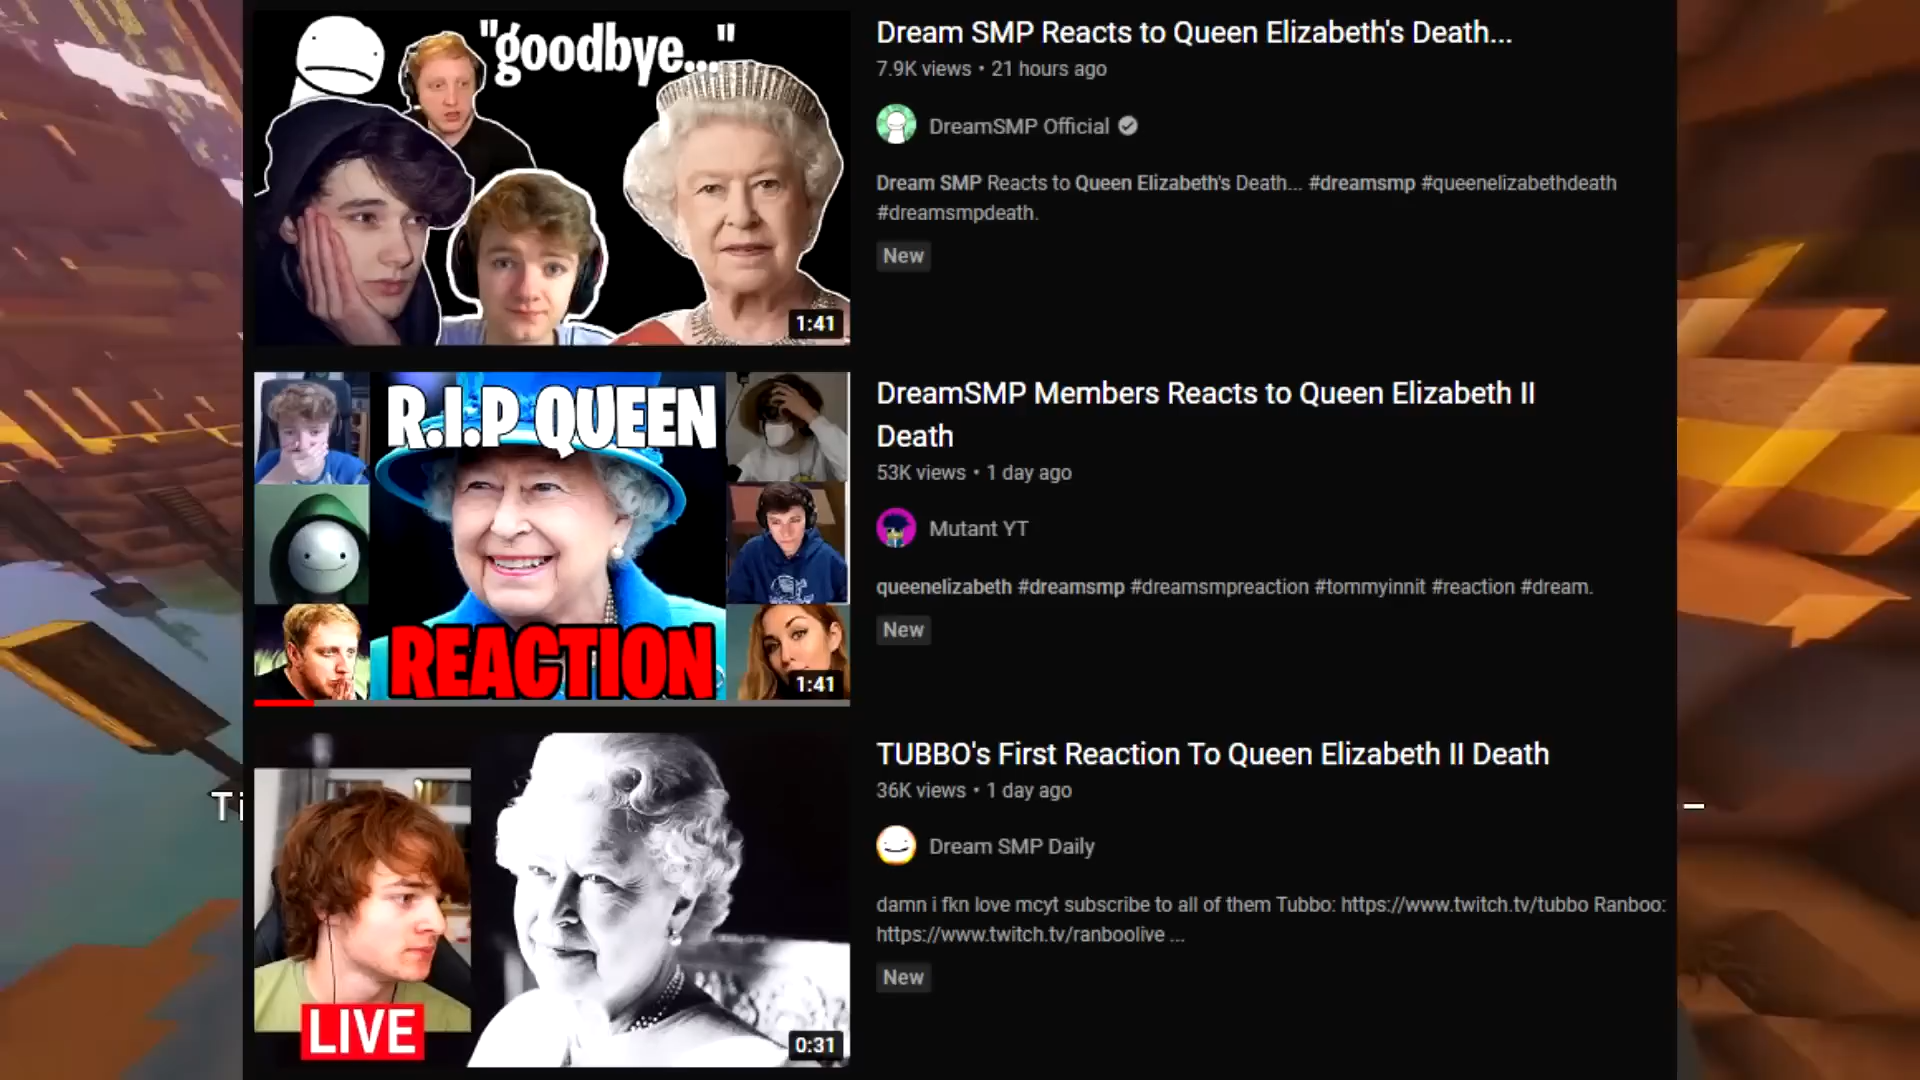 "goodbye..."
1:41
Dream SMP Reacts to Queen Elizabeth's Death...
7.9K views • 21 hours ago
DreamSMP Official
Dream SMP Reacts to Queen Elizabeth's Death... #dreamsmp #queenelizabethdeath
#dreamsmpdeath.
New
R.I.P QUEEN
REACTION
1:41
DreamSMP Members Reacts to Queen Elizabeth II
Death
53K views • 1 day ago
Mutant YT
queenelizabeth #dreamsmp #dreamsmpreaction #tommyinnit #reaction #dream.
New
LIVE
0:31
TUBBO's First Reaction To Queen Elizabeth II Death
36K views • 1 day ago
Dream SMP Daily
damn i fkn love mcyt subscribe to all of them Tubbo: https://www.twitch.tv/tubbo Ranboo:
https://www.twitch.tv/ranboolive ...
New
Ti